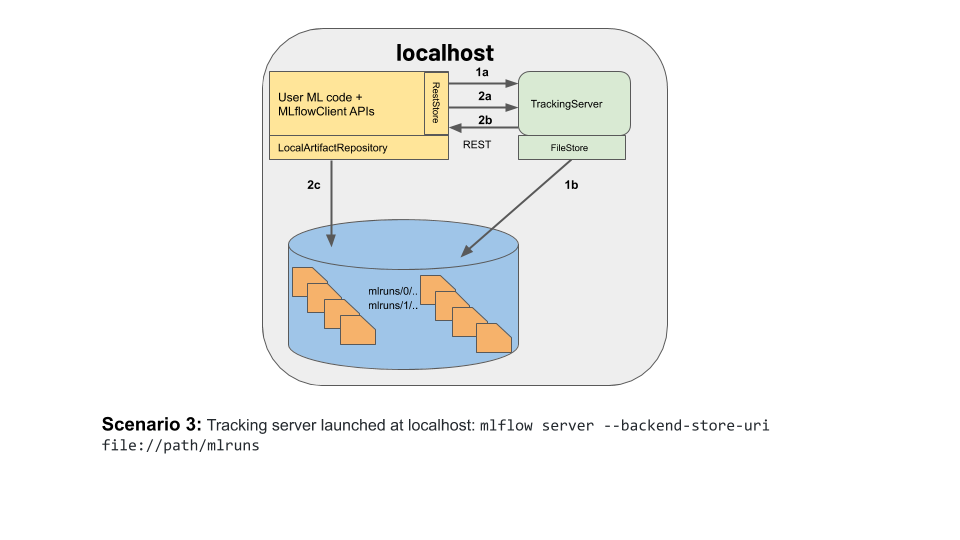 localhost
1a
User ML code +
MLflowClient APIs
RestStore
2a
TrackingServer
2b
REST
LocalArtifactRepository
FileStore
2c
1b
mlruns/0/..
mlruns/1/..
Scenario 3: Tracking server launched at localhost: mlflow server --backend-store-uri
file://path/mlruns